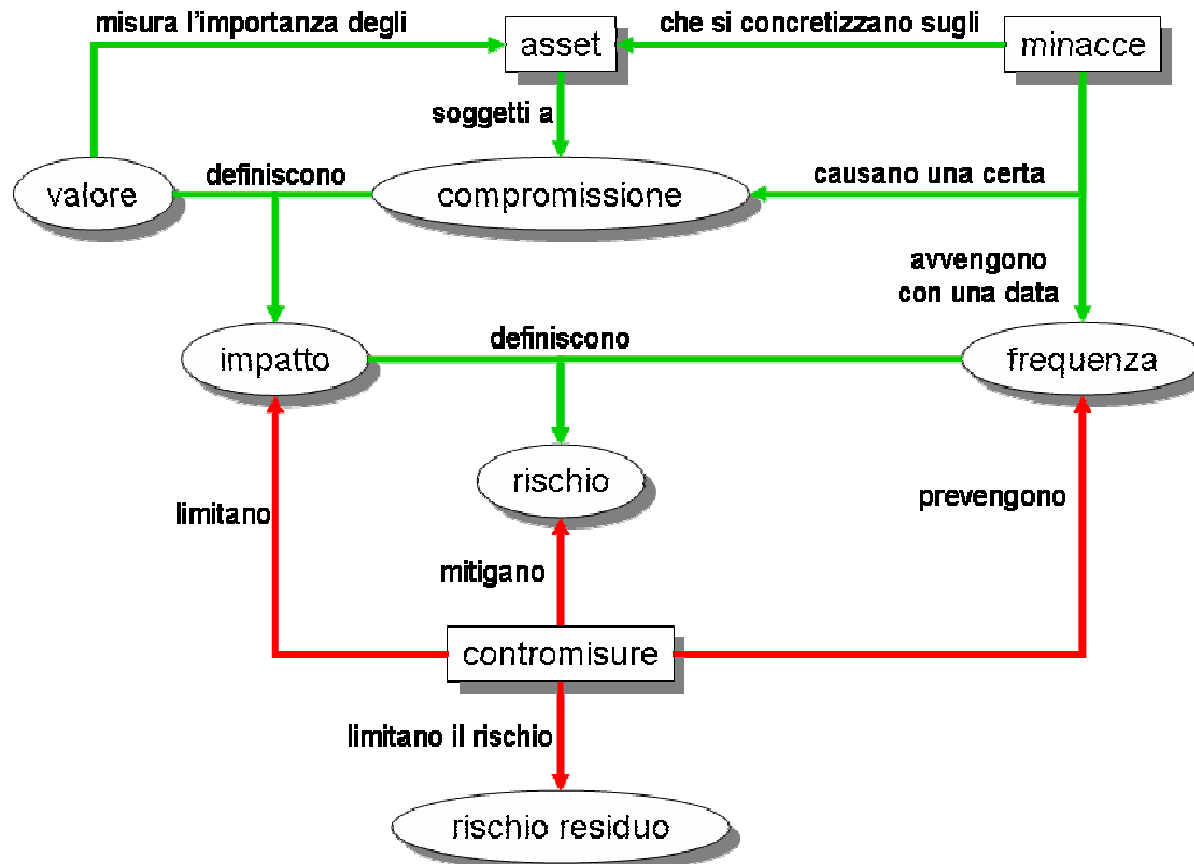 misura l'importanza degli
asset
che si concretizzano sugli
minacce
soggetti a
valore
definiscono
compromissione
causano una certa
avvengono
con una data
impatto
definiscono
frequenza
rischio
limitano
prevengono
mitigano
contromisure
limitano il rischio
rischio residuo